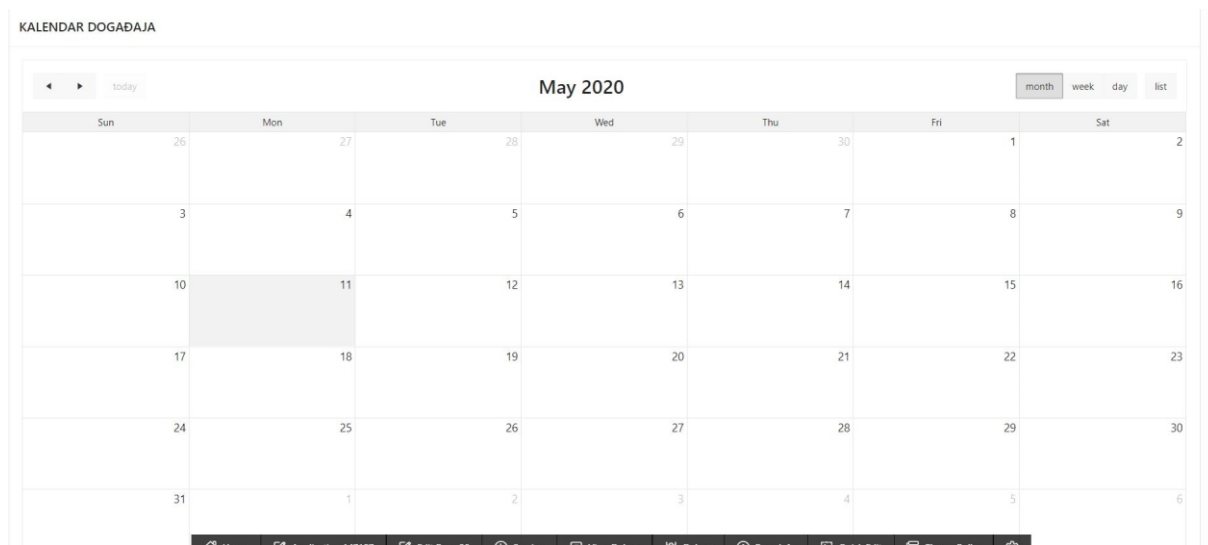 KALENDAR DOGAĐAJA
today May 2020 month week day list
Sun Mon Tue Wed Thu Fri Sat
26 27 28 29 30 1 2
3 4 5 6 7 8 9
10 11 12 13 14 15 16
17 18 19 20 21 22 23
24 25 26 27 28 29 30
31 1 2 3 4 5 6